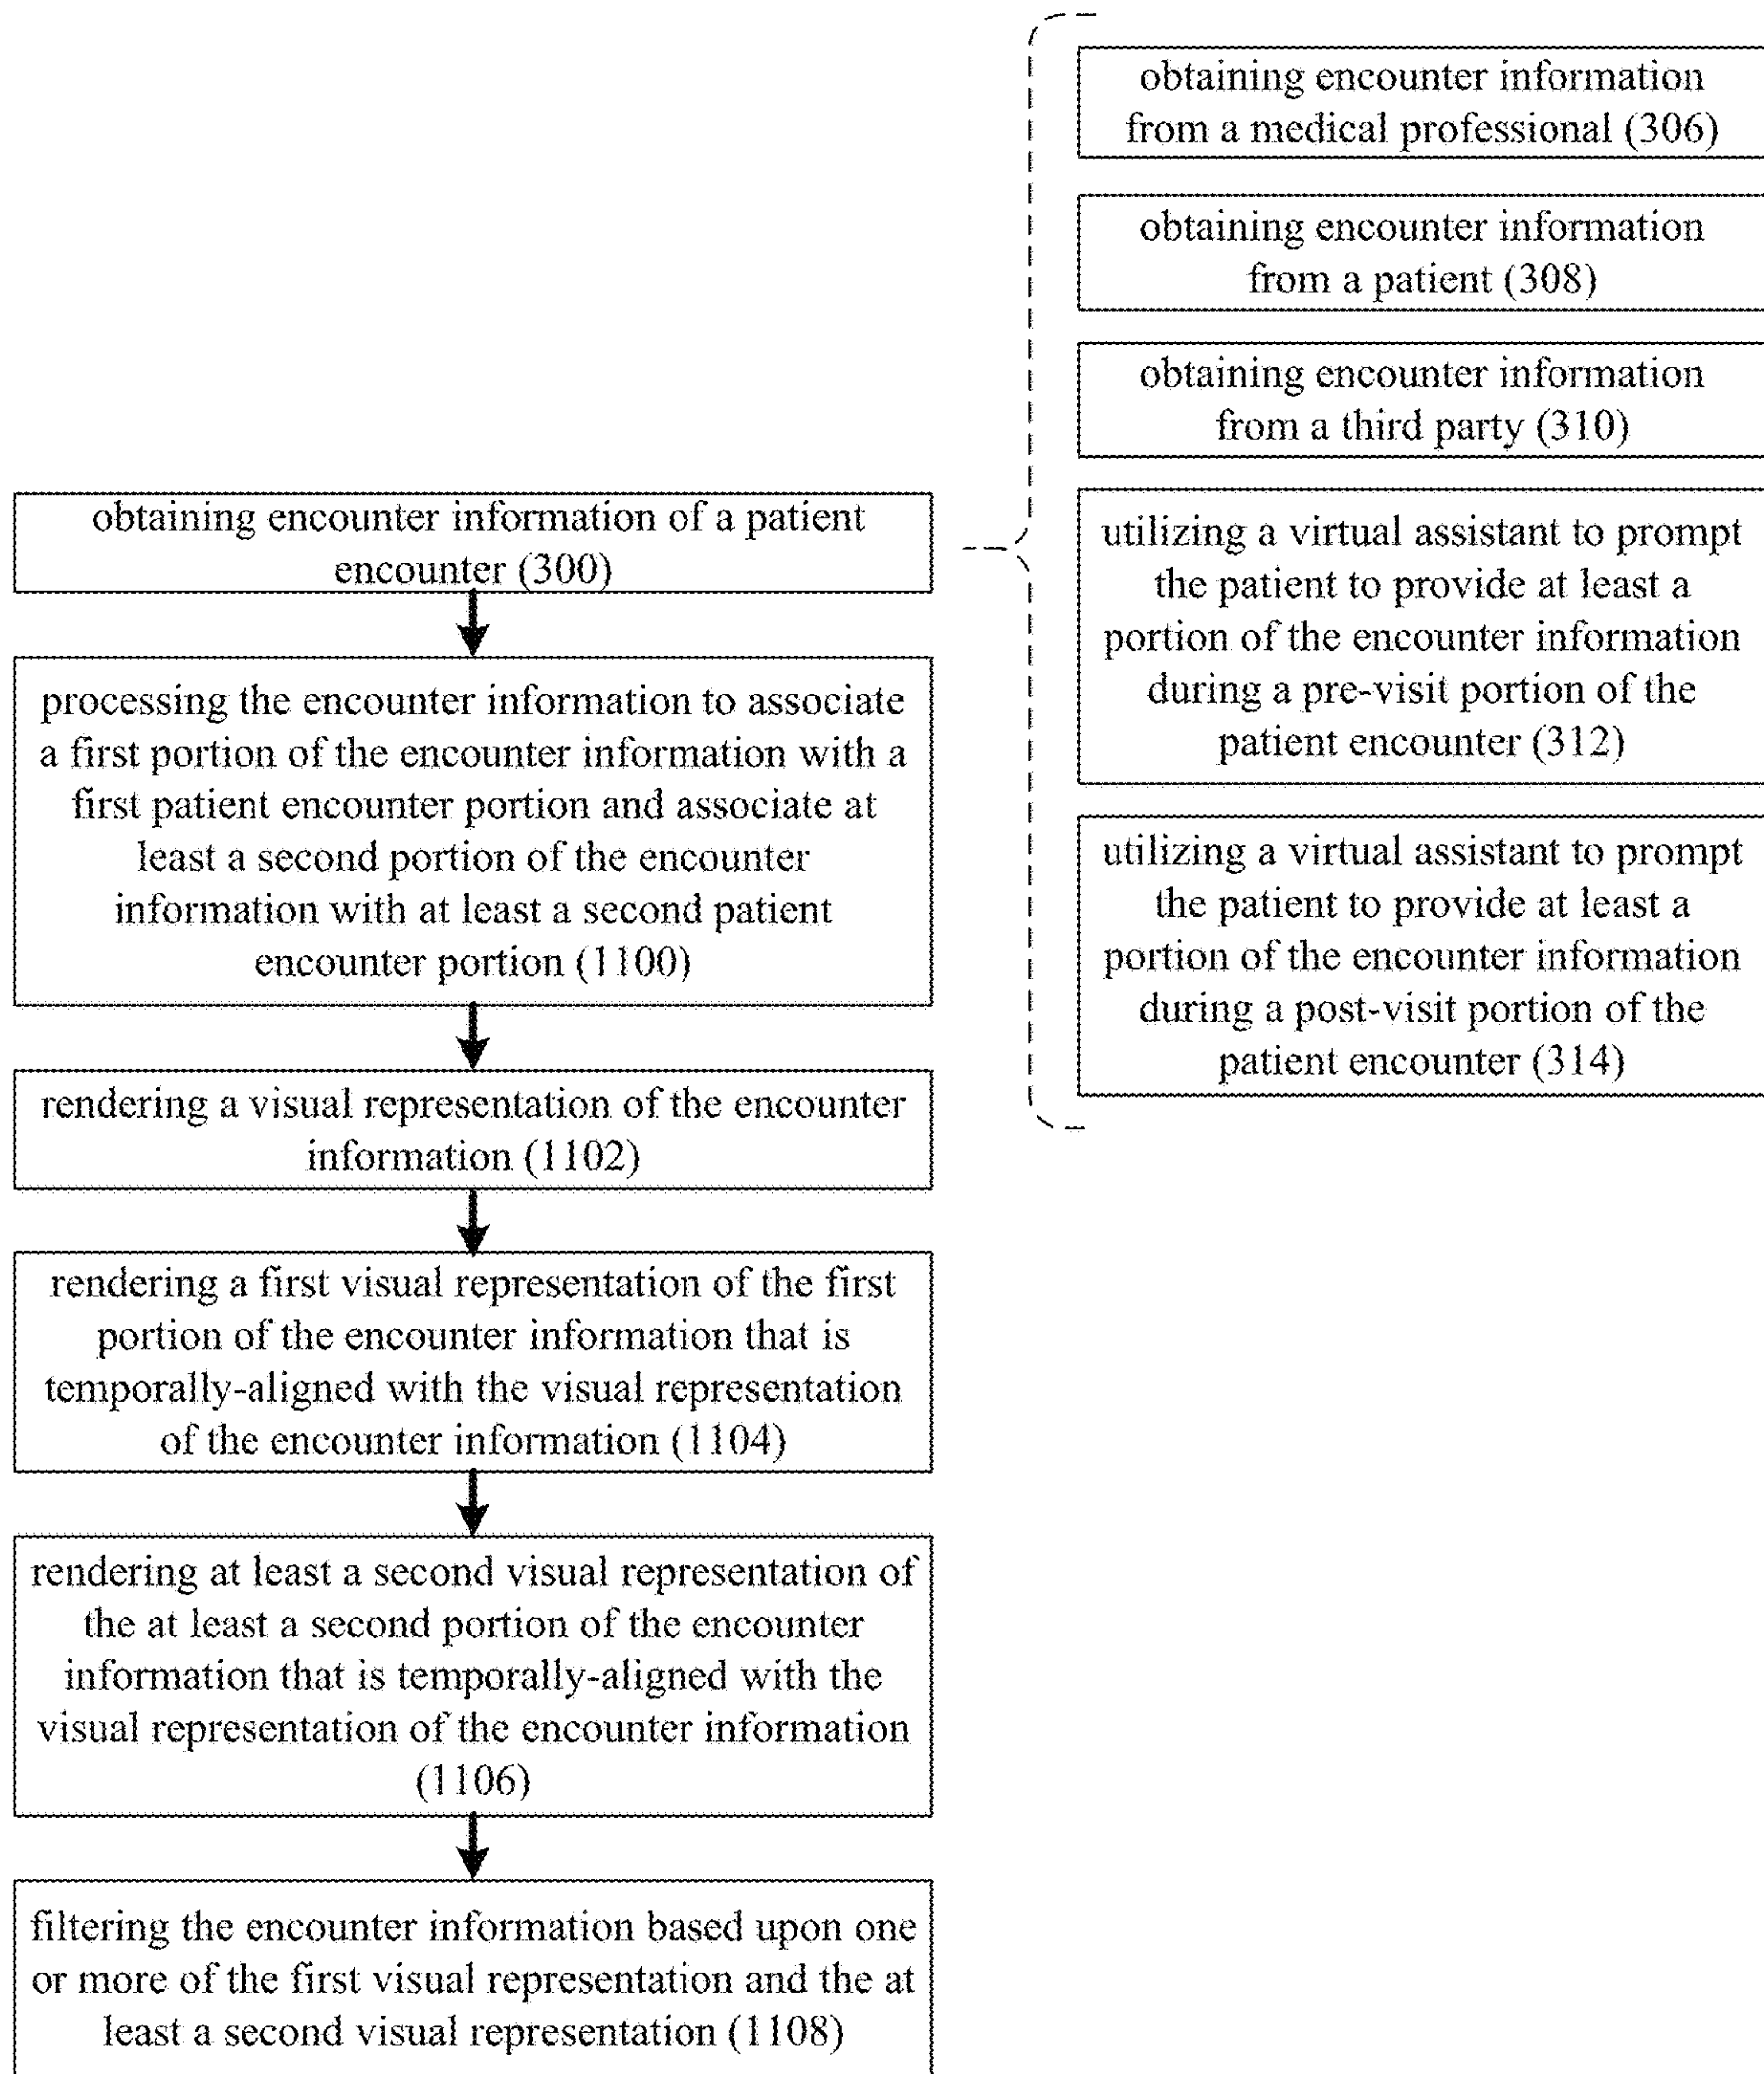 obtaining encounter information of a patient
encounter (300)
processing the encounter information to associate
a first portion of the encounter information with a
first patient encounter portion and associate at
least a second portion of the encounter
information with at least a second patient
encounter portion (1100)
rendering a visual representation of the encounter
information (1102)
rendering a first visual representation of the first
portion of the encounter information that is
temporally-aligned with the visual representation
of the encounter information (1104)
rendering at least a second visual representation of
the at least a second portion of the encounter
information that is temporally-aligned with the
visual representation of the encounter information
(1106)
filtering the encounter information based upon one
or more of the first visual representation and the at
least a second visual representation (1108)
obtaining encounter information
from a medical professional (306)
obtaining encounter information
from a patient (308)
obtaining encounter information
from a third party (310)
utilizing a virtual assistant to prompt
the patient to provide at least a
portion of the encounter information
during a pre-visit portion of the
patient encounter (312)
utilizing a virtual assistant to prompt
the patient to provide at least a
portion of the encounter information
during a post-visit portion of the
patient encounter (314)